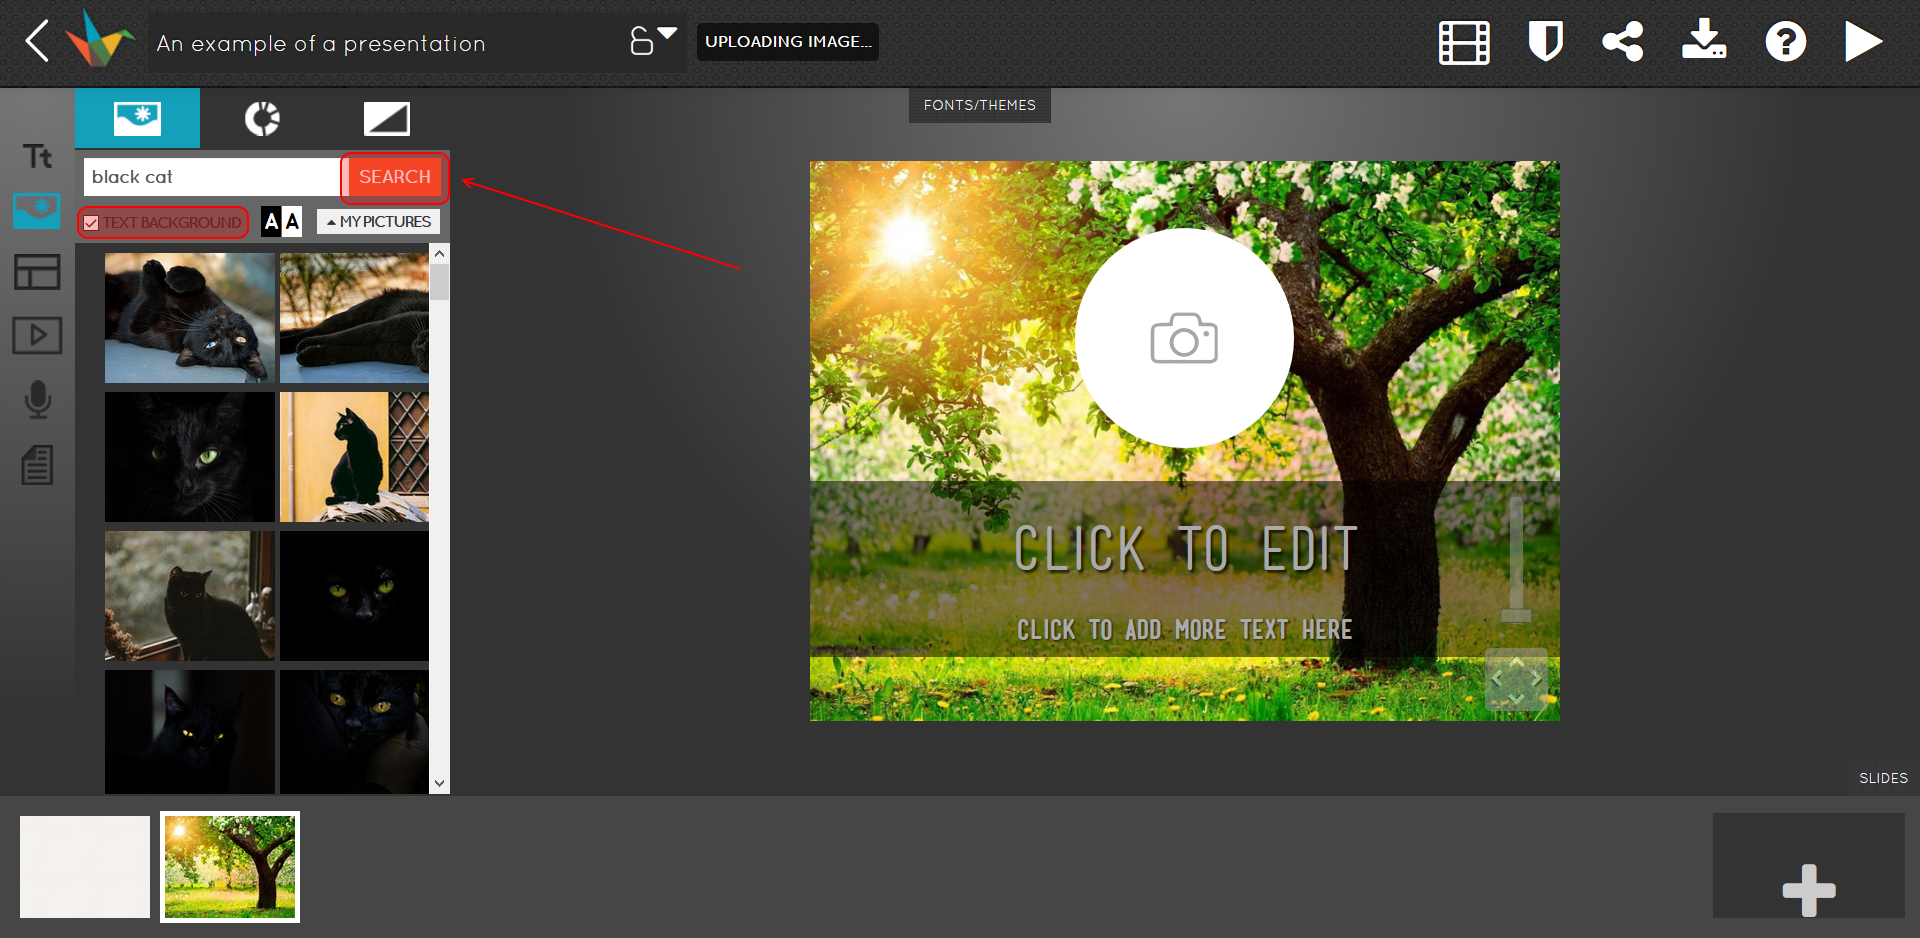 An example of a presentation
UPLOADING IMAGE...
FONTS/THEMES
Tt
black cat
SEARCH
TEXT BACKGROUND
A A
MY PICTURES
CLICK TO EDIT
CLICK TO ADD MORE TEXT HERE
SLIDES